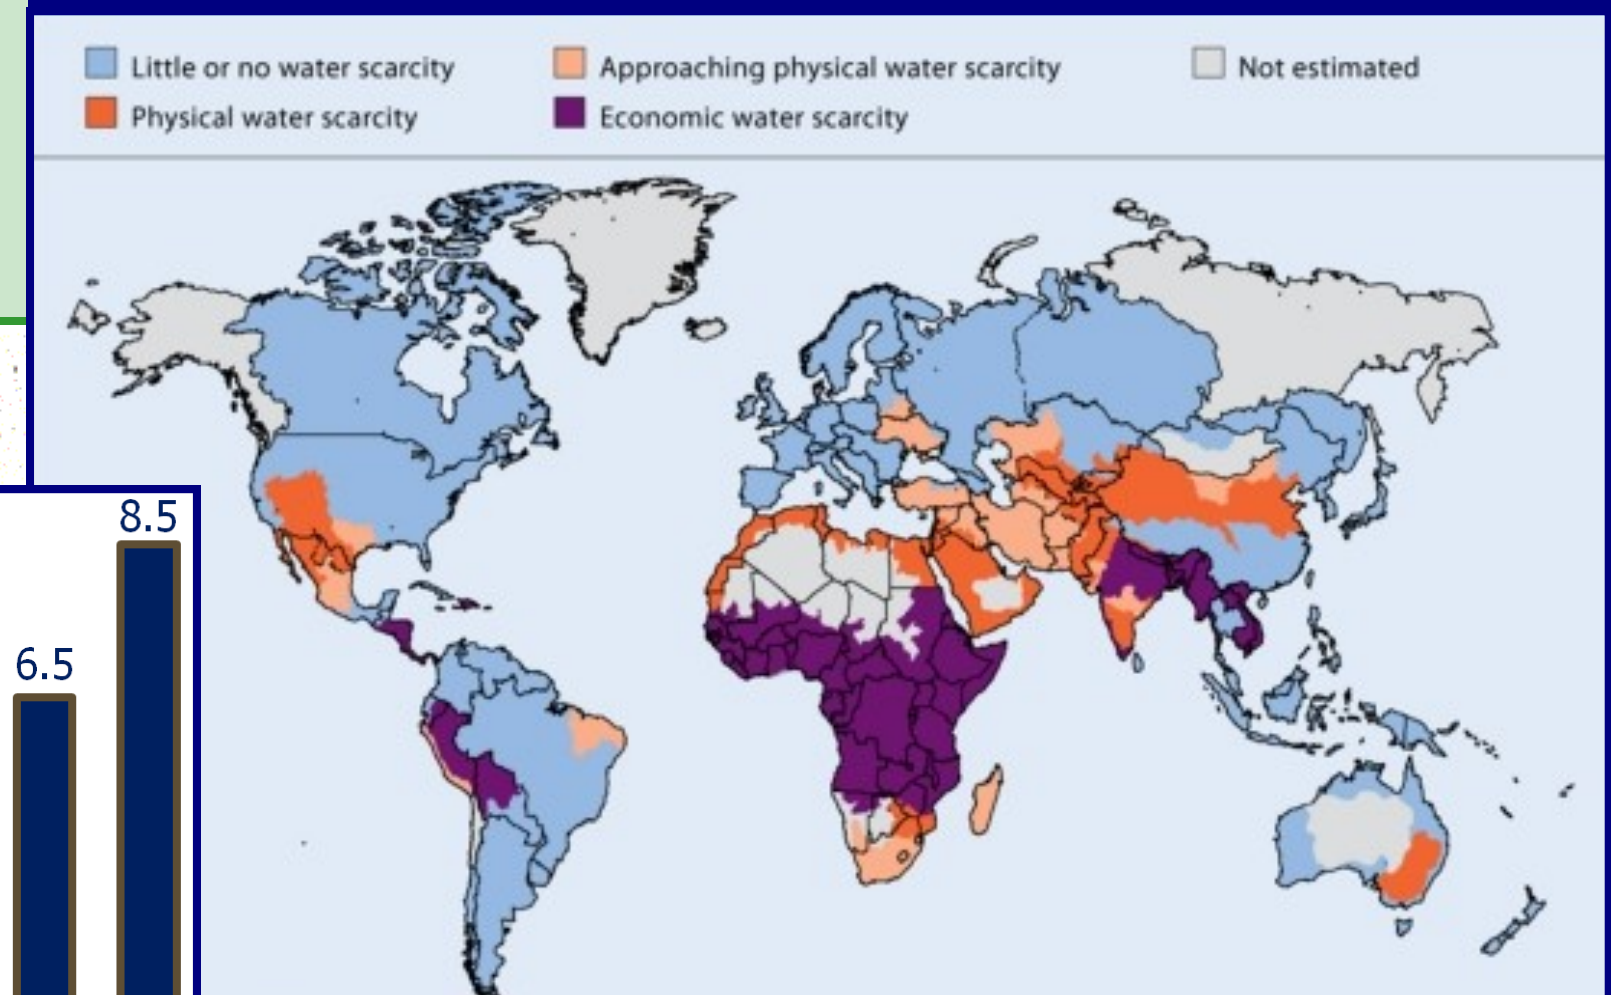 Little or no water scarcity
Approaching physical water scarcity
Not estimated
Physical water scarcity
Economic water scarcity
8.5
6.5